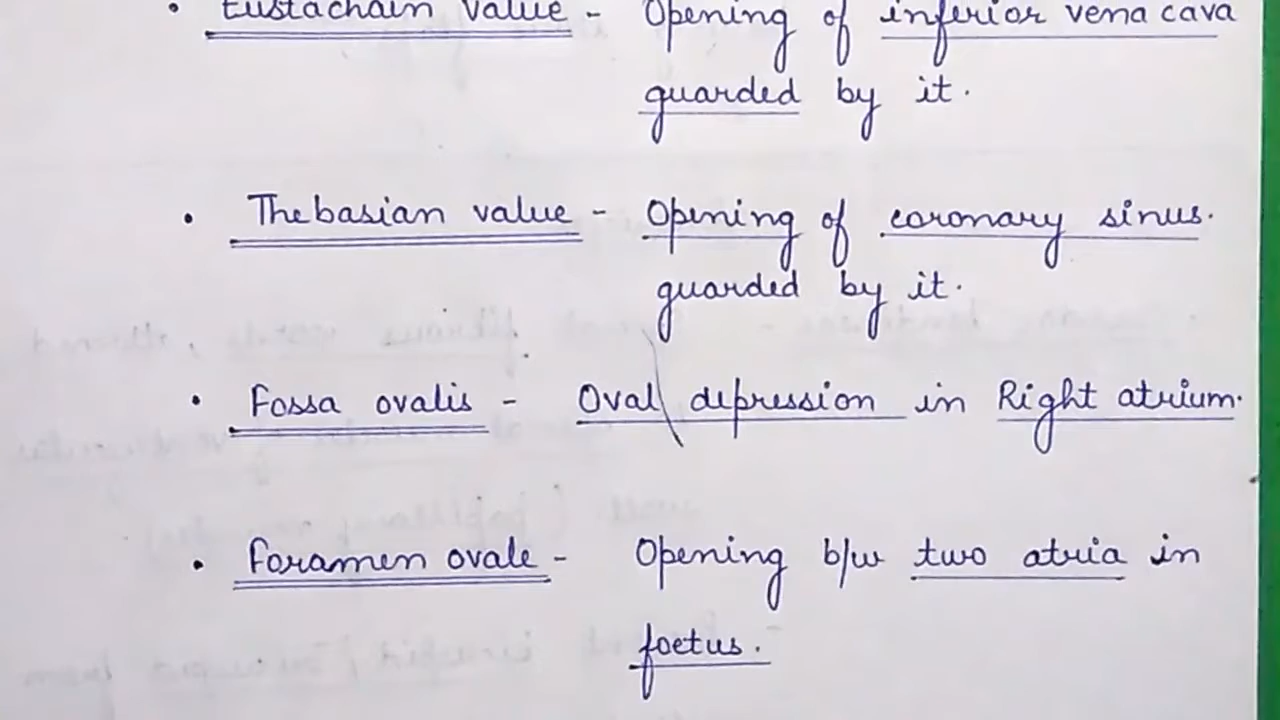 • Eustachain value - Opening of inferior vena cava
guarded by it.
• Thebasian value - Opening of coronary sinus.
guarded by it.
• Fossa ovalis - Oval depression in Right atrium.
• Foramen ovale - Opening b/w two atria in
foetus.